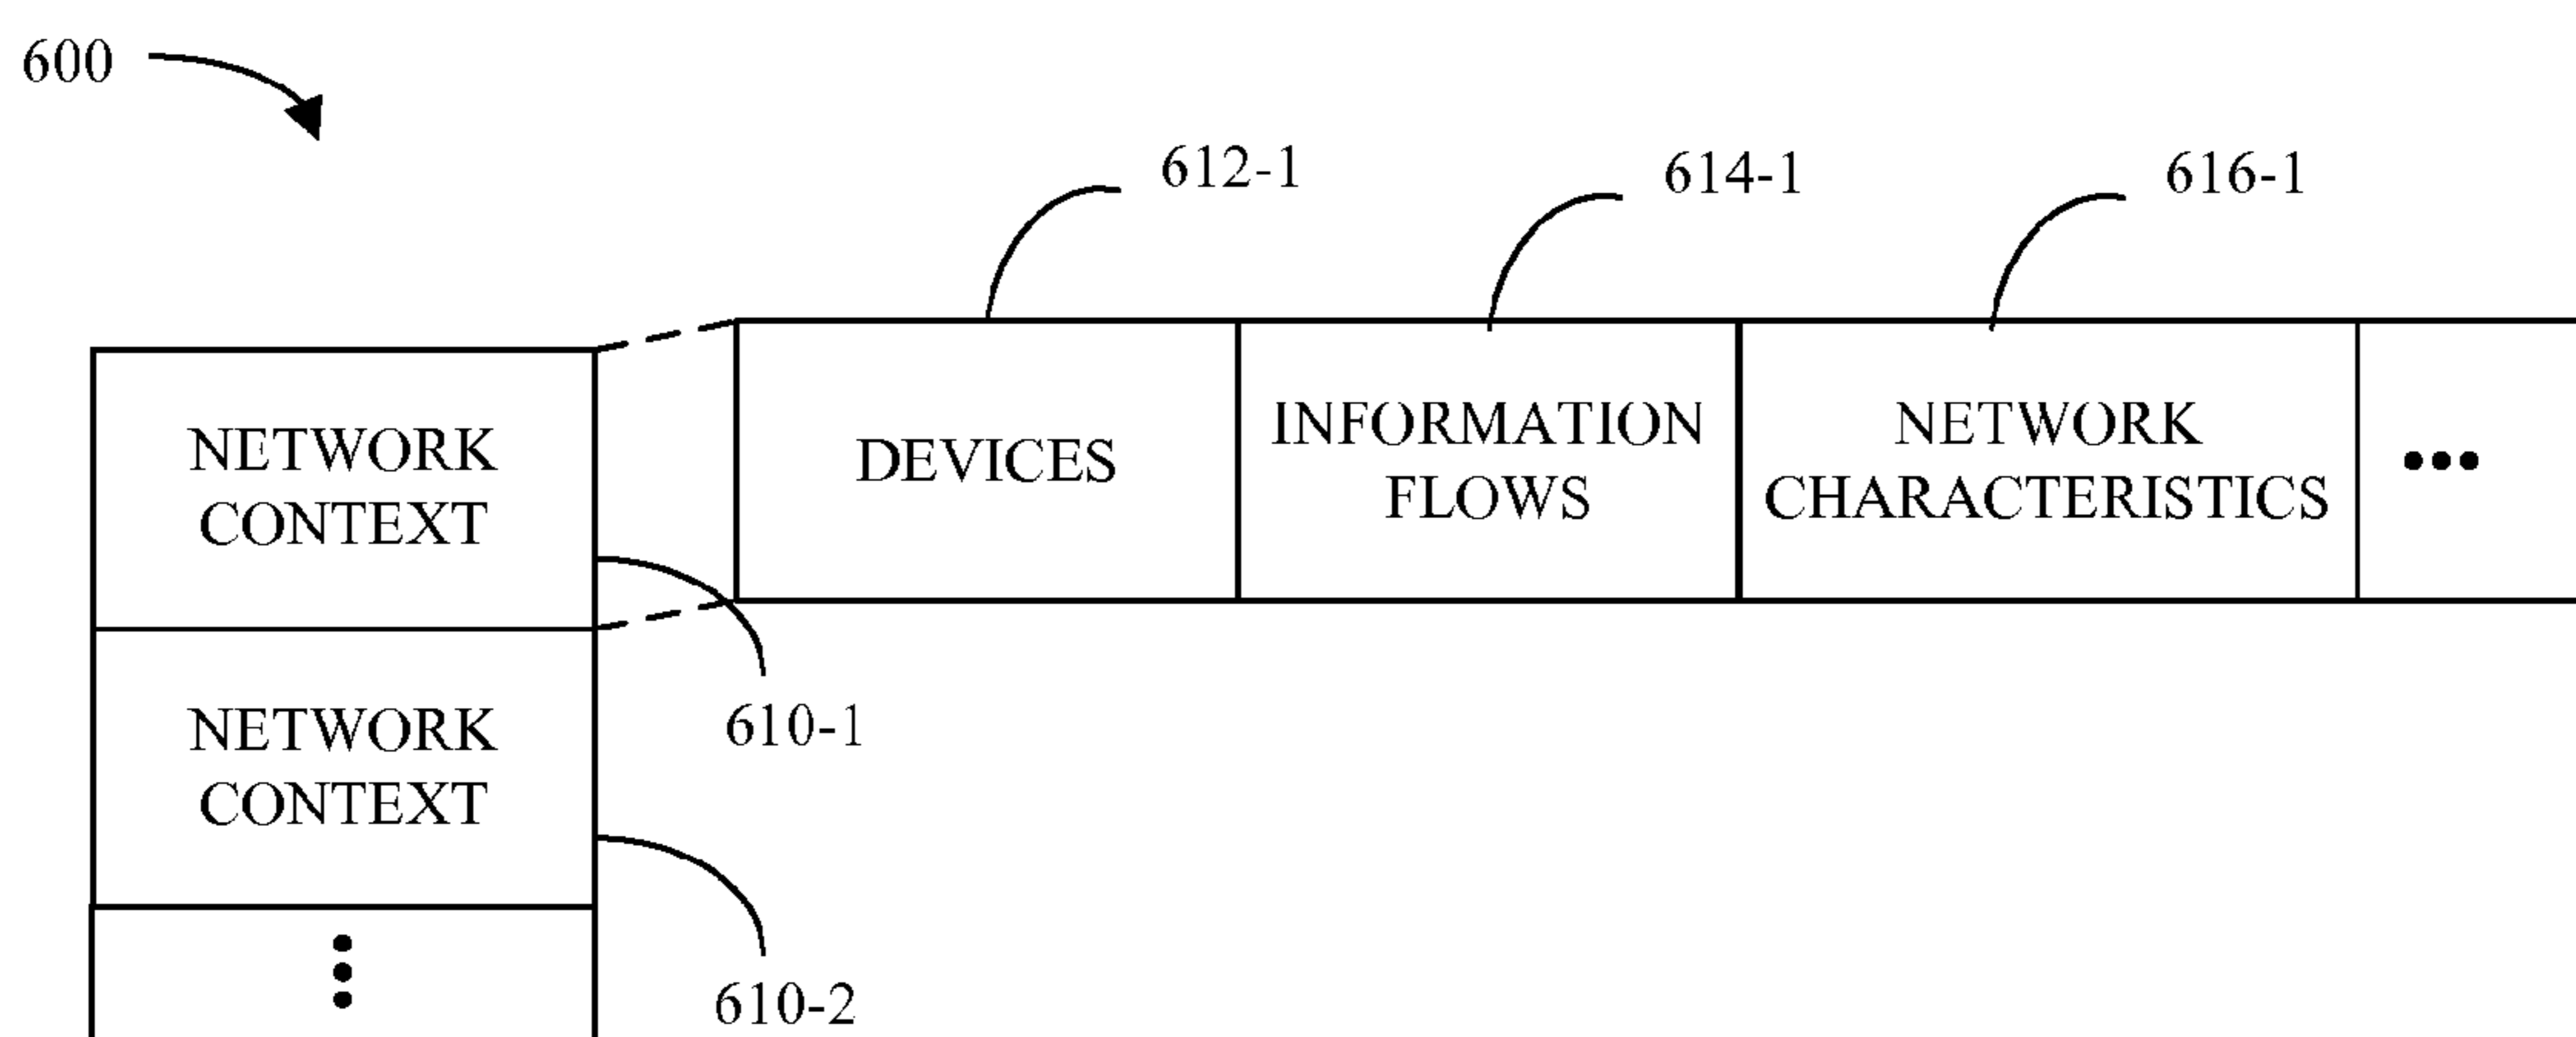 600
612-1
614-1
616-1
NETWORK
CONTEXT
DEVICES
INFORMATION
FLOWS
NETWORK
CHARACTERISTICS
•••
610-1
NETWORK
CONTEXT
610-2